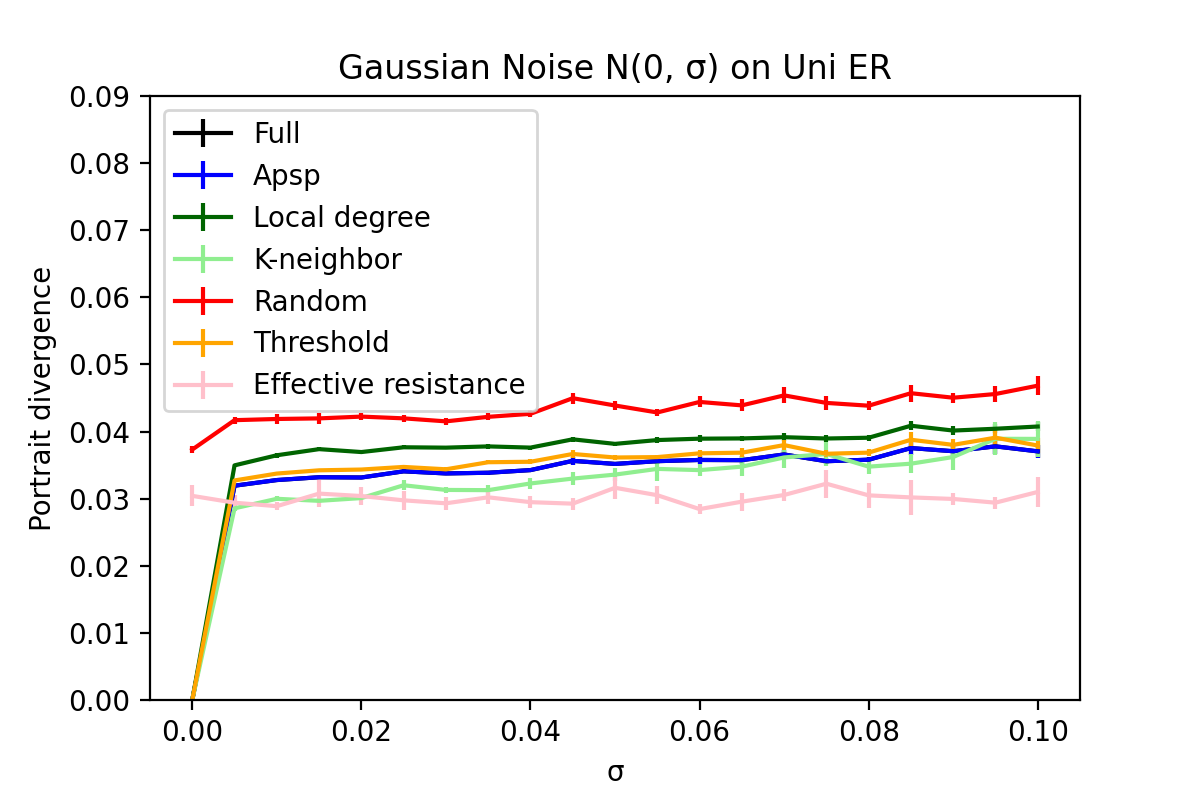 Gaussian Noise N(0, σ) on Uni ER
Portrait divergence
0.09
0.08
0.07
0.06
0.05
0.04
0.03
0.02
0.01
0.00
Full
Apsp
Local degree
K-neighbor
Random
Threshold
Effective resistance
0.00 0.02 0.04 0.06 0.08 0.10
σ